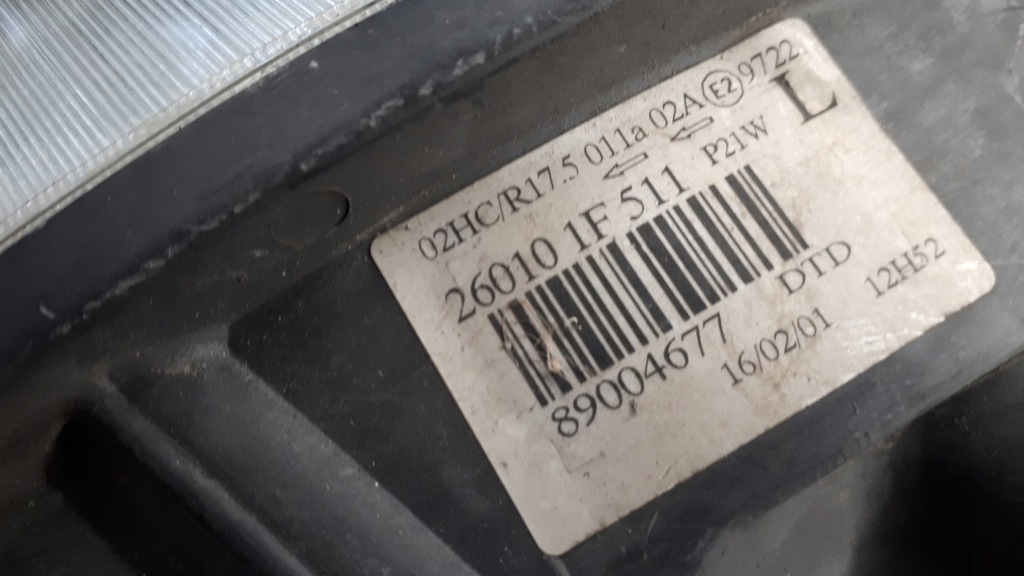 02HC/R17.5 011a 02A E2 9722
← ←
P21W L
26010 1F 511
DTD
89004677
16/02/01 12H52